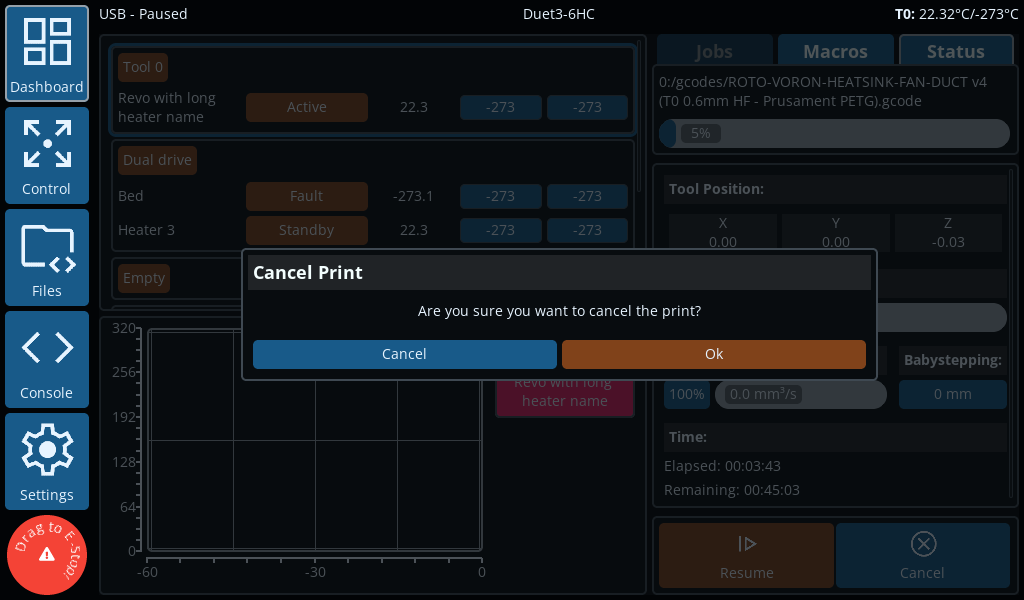 USB - Paused
Duet3-6HC
T0: 22.32°C/-273°C
Dashboard
Control
Files
Console
Settings
Drag to E-Stop!
Tool 0
Revo with long
heater name
Active
22.3
-273
-273
Dual drive
Bed
Fault
-273.1
-273
-273
Heater 3
Standby
22.3
-273
-273
Empty
Jobs
Macros
Status
0:/gcodes/ROTO-VORON-HEATSINK-FAN-DUCT v4
(T0 0.6mm HF - Prusament PETG).gcode
5%
Tool Position:
X
Y
Z
0.00
0.00
-0.03
Cancel Print
Are you sure you want to cancel the print?
Cancel
Ok
320
256
192
128
64
0
-60
-30
0
Revo with long
heater name
Babystepping:
100%
0.0 mm³/s
0 mm
Time:
Elapsed: 00:03:43
Remaining: 00:45:03
Resume
Cancel